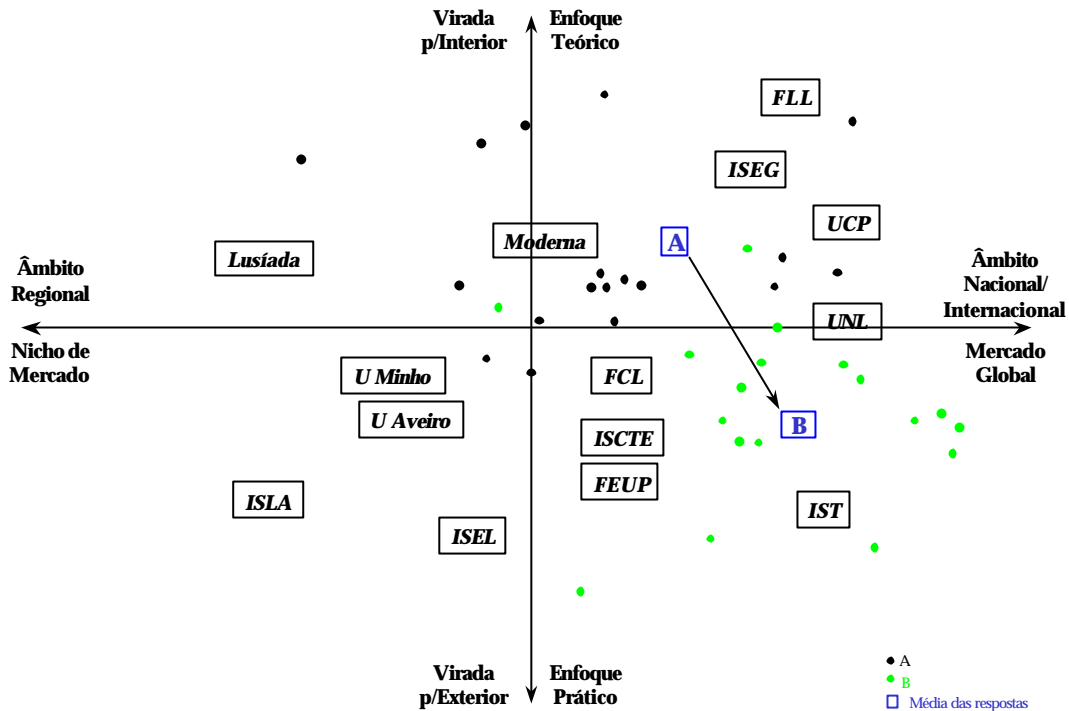 Virada
p/Interior
Enfoque
Teórico
FLL
ISEG
UCP
Moderna
A
Lusíada
Âmbito
Regional
Âmbito
Nacional/
Internacional
UNL
Nicho de
Mercado
Mercado
Global
U Minho
FCL
U Aveiro
ISCTE
B
FEUP
ISLA
IST
ISEL
Virada
p/Exterior
Enfoque
Prático
A
B
Média das respostas